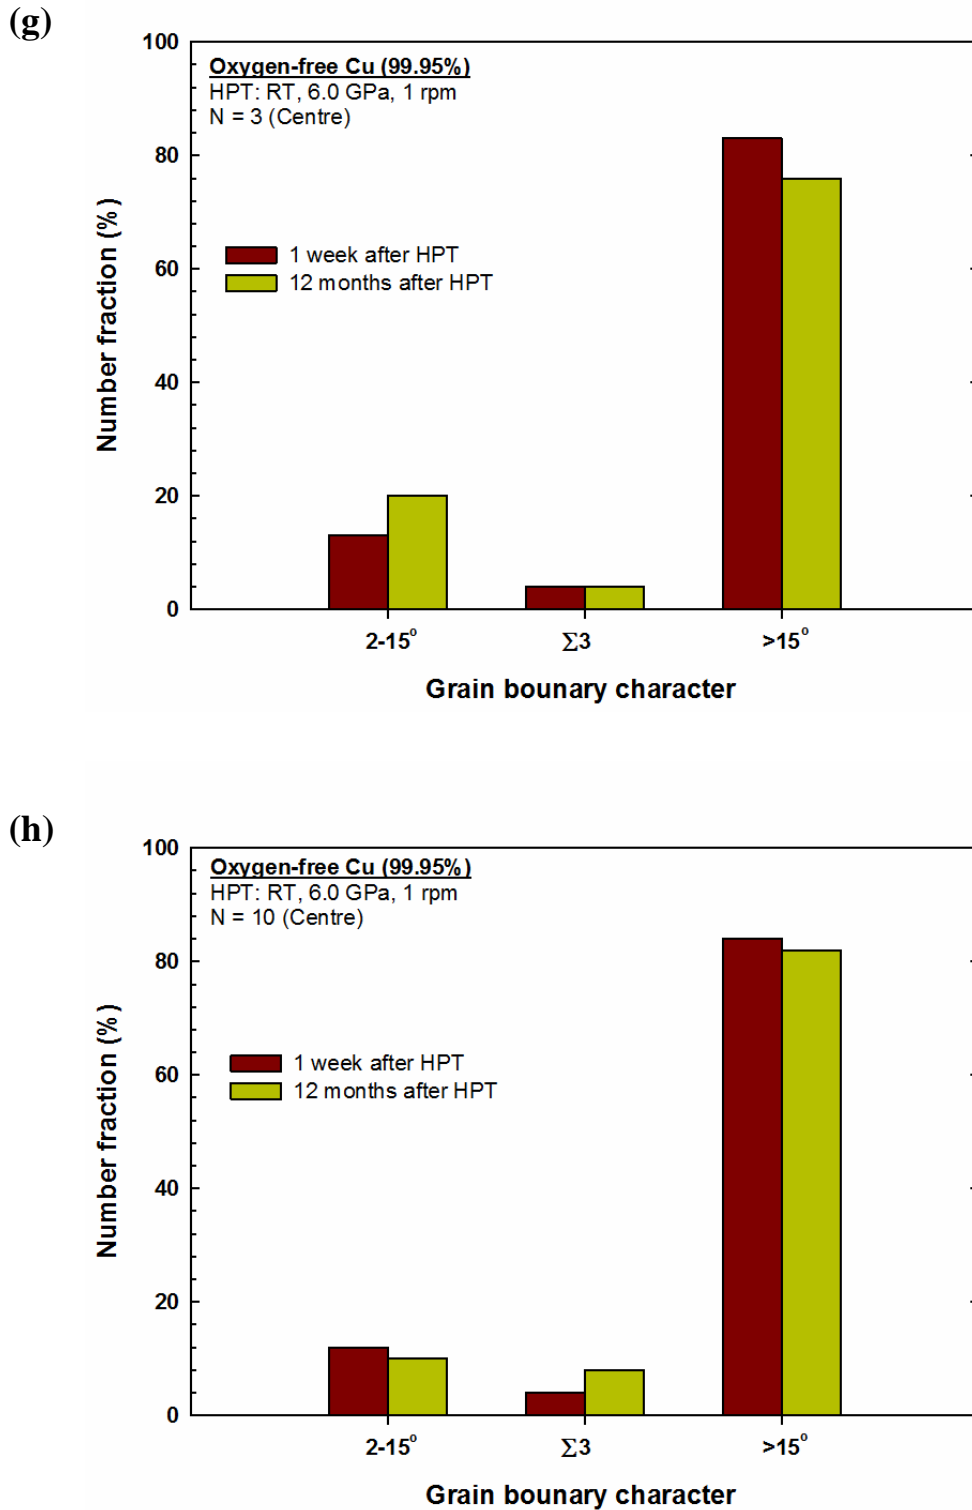 (g)
100
80
60
40
20
0
Number fraction (%)
Oxygen-free Cu (99.95%)
HPT: RT, 6.0 GPa, 1 rpm
N = 3 (Centre)
1 week after HPT
12 months after HPT
2-15° Σ3 >15°
Grain bounary character
(h)
100
80
60
40
20
0
Number fraction (%)
Oxygen-free Cu (99.95%)
HPT: RT, 6.0 GPa, 1 rpm
N = 10 (Centre)
1 week after HPT
12 months after HPT
2-15° Σ3 >15°
Grain bounary character